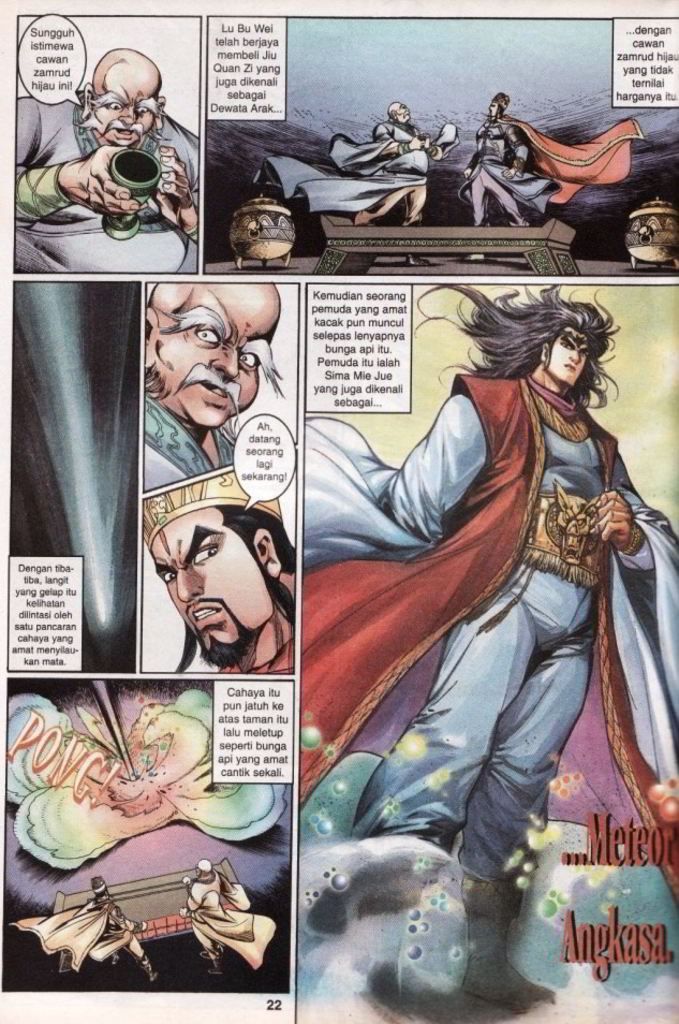 Sungguh
istimewa
cawan
zamrud
hijau ini!
Lu Bu Wei
telah berjaya
membeli Jiu
Quan Zi yang
juga dikenali
sebagai
Dewata Arak...
...dengan
cawan
zamrud hijau
yang tidak
ternilai
harganya itu.
Dengan tiba-
tiba, langit
yang gelap itu
kelihatan
dilintasi oleh
satu pancaran
cahaya yang
amat menyilau-
kan mata.
Ah,
datang
seorang
lagi
sekarang!
Kemudian seorang
pemuda yang amat
kacak pun muncul
selepas lenyapnya
bunga api itu.
Pemuda itu ialah
Sima Mie Jue
yang juga dikenali
sebagai...
PONG!
Cahaya itu
pun jatuh ke
atas taman itu
lalu meletup
seperti bunga
api yang amat
cantik sekali.
...Meteor
Angkasa.
22